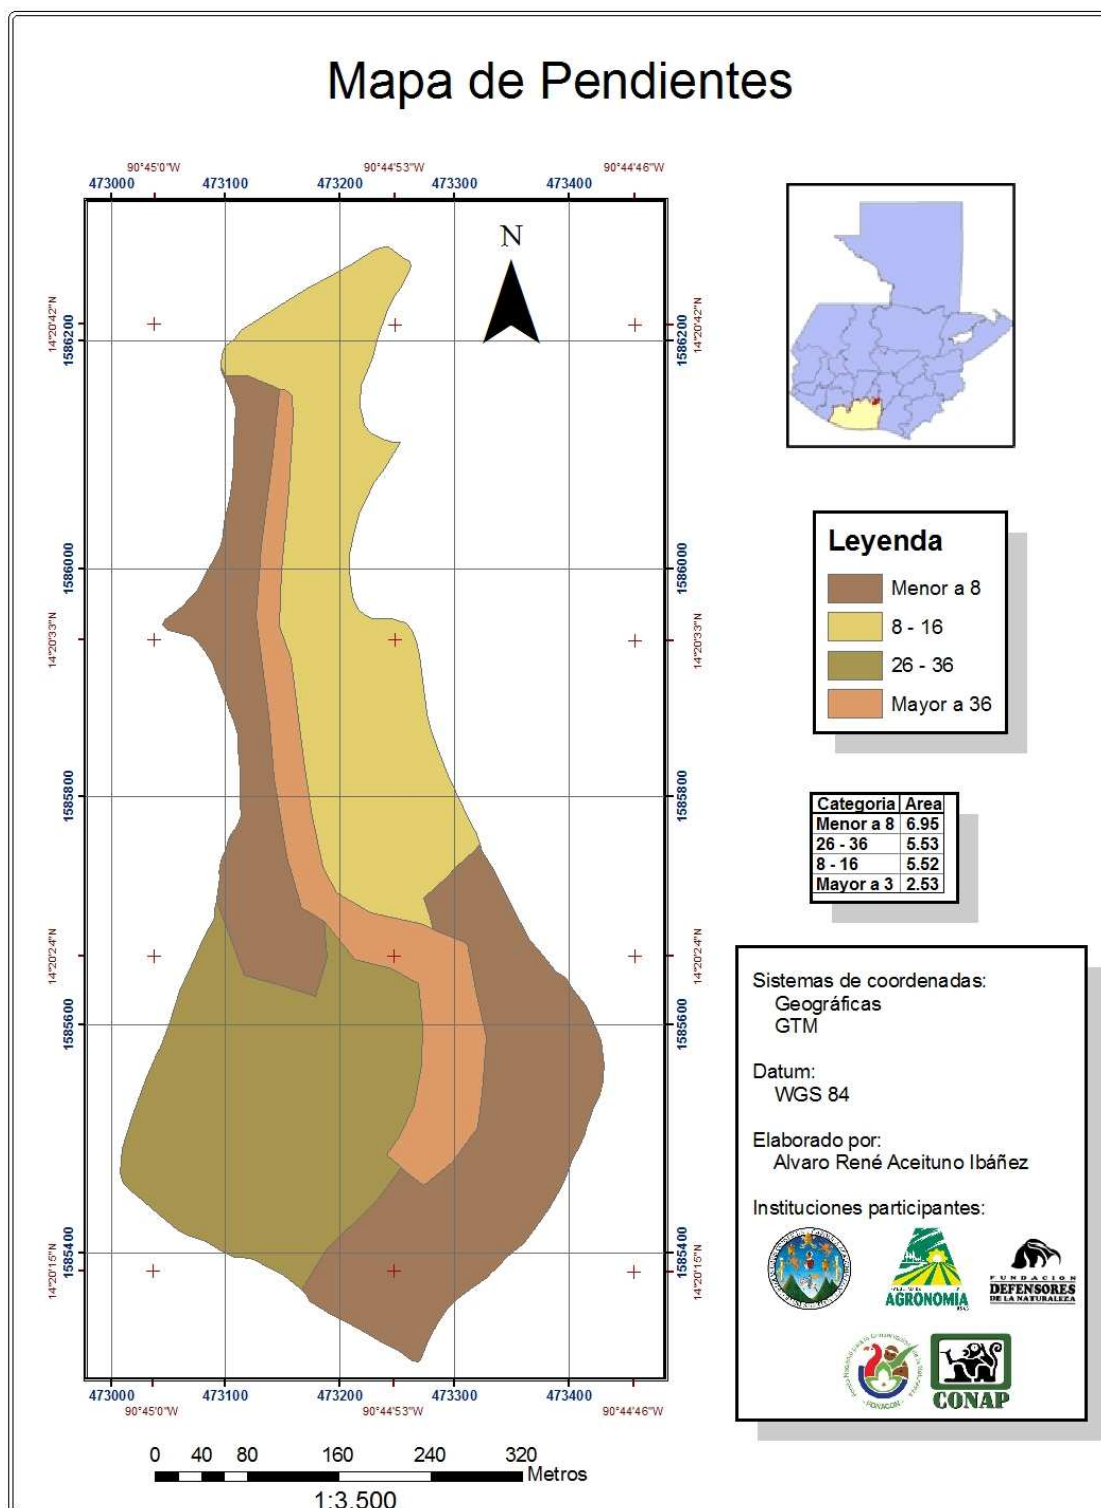 Mapa de Pendientes
90°45'0"W 90°44'53"W 90°44'46"W
473000 473100 473200 473300 473400
N
14°20'42"N 14°20'42"N
1586200 1586200
1586000 1586000
14°20'33"N 14°20'33"N
1585800 1585800
14°20'24"N 14°20'24"N
1585600 1585600
1585400 1585400
14°20'15"N 14°20'15"N
473000 473100 473200 473300 473400
90°45'0"W 90°44'53"W 90°44'46"W
0 40 80 160 240 320
Metros
1:3,500
Leyenda
Menor a 8
8 - 16
26 - 36
Mayor a 36
Categoria Area
Menor a 8 6.95
26 - 36 5.53
8 - 16 5.52
Mayor a 3 2.53
Sistemas de coordenadas:
Geográficas
GTM
Datum:
WGS 84
Elaborado por:
Alvaro René Aceituno Ibáñez
Instituciones participantes:
AGRONOMIA
FUNDACION
DEFENSORES
DE LA NATURALEZA
CONAP